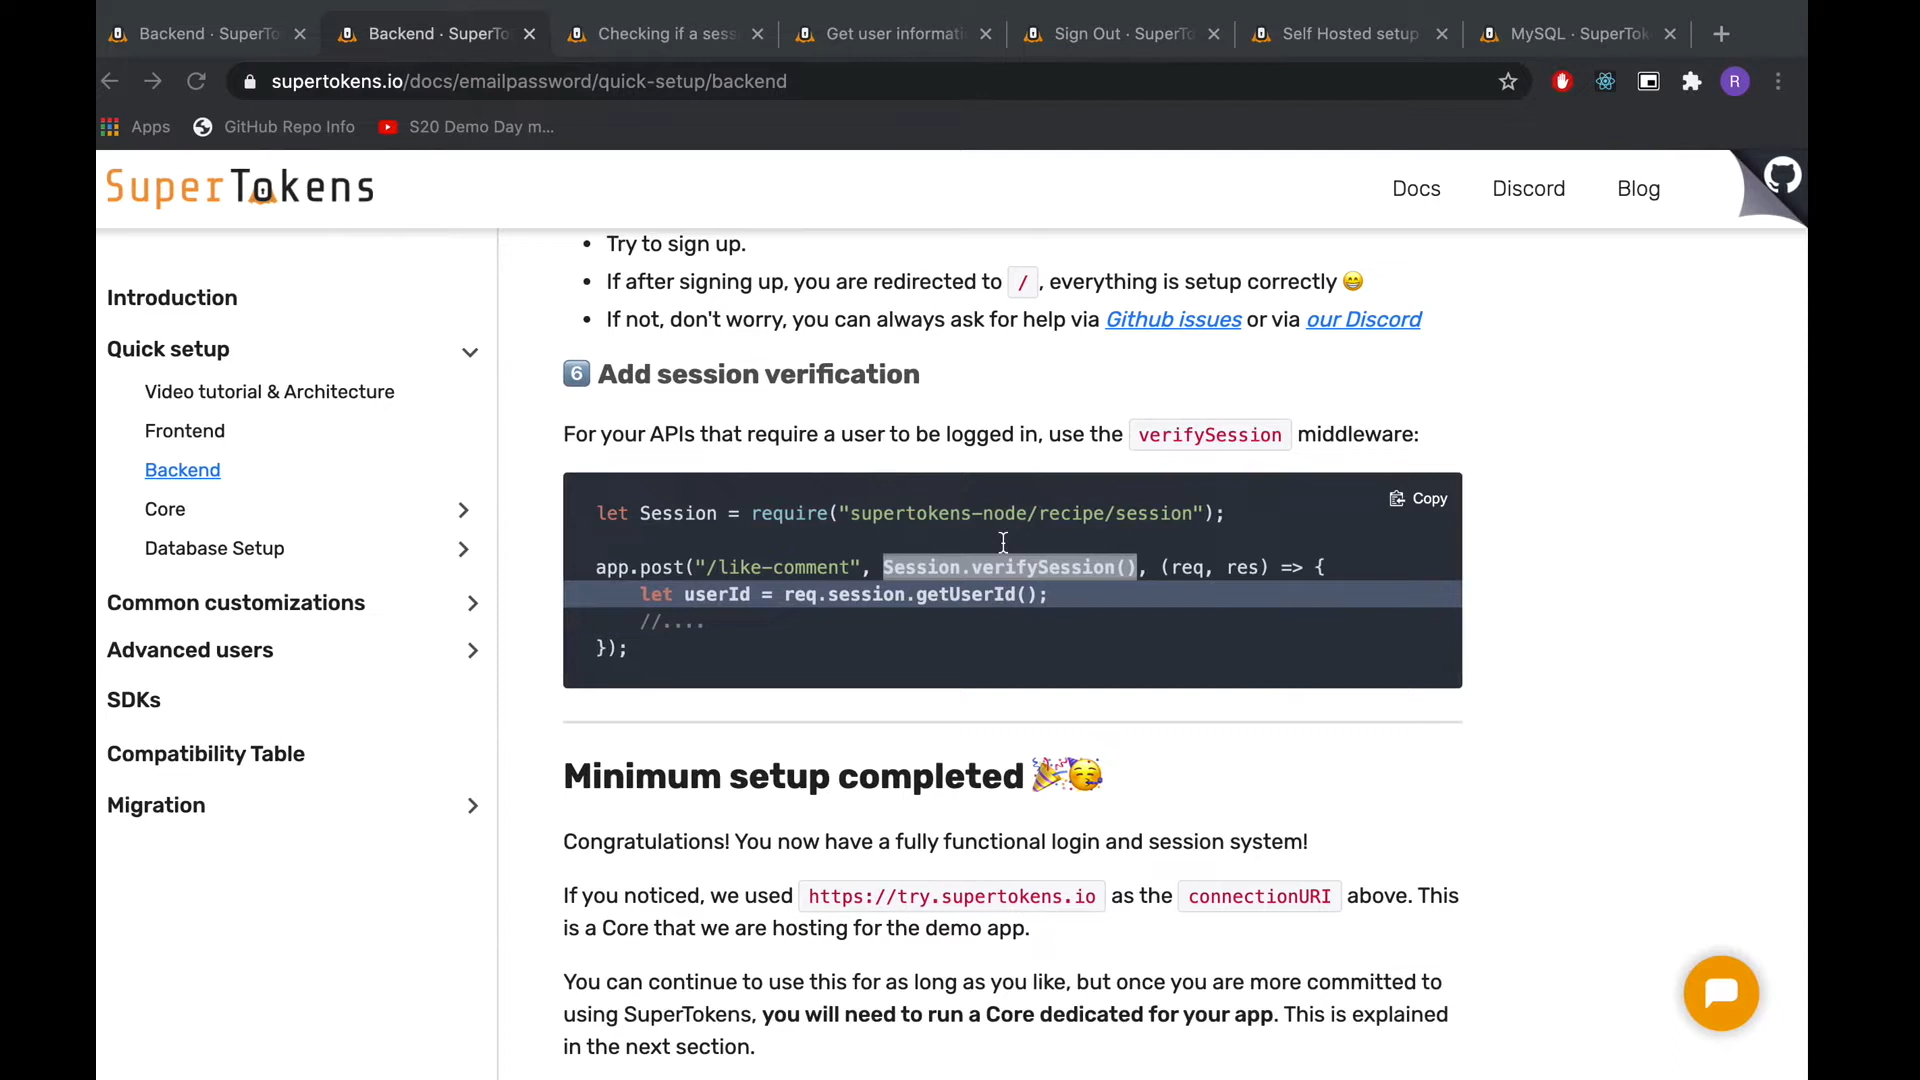 Backend · SuperTo
Backend · SuperTo
Checking if a sess
Get user informati
Sign Out · SuperTo
Self Hosted setup
MySQL · SuperTok
supertokens.io/docs/emailpassword/quick-setup/backend
R
Apps
GitHub Repo Info
S20 Demo Day m...
SuperTokens
Docs
Discord
Blog
Introduction
Quick setup
Video tutorial & Architecture
Frontend
Backend
Core
Database Setup
Common customizations
Advanced users
SDKs
Compatibility Table
Migration
• Try to sign up.
• If after signing up, you are redirected to / , everything is setup correctly 😁
• If not, don't worry, you can always ask for help via Github issues or via our Discord
6️⃣ Add session verification
For your APIs that require a user to be logged in, use the verifySession middleware:
Copy
let Session = require("supertokens-node/recipe/session");
app.post("/like-comment", Session.verifySession(), (req, res) => {
let userId = req.session.getUserId();
//....
});
Minimum setup completed 🎉🥳
Congratulations! You now have a fully functional login and session system!
If you noticed, we used https://try.supertokens.io as the connectionURI above. This
is a Core that we are hosting for the demo app.
You can continue to use this for as long as you like, but once you are more committed to
using SuperTokens, you will need to run a Core dedicated for your app. This is explained
in the next section.